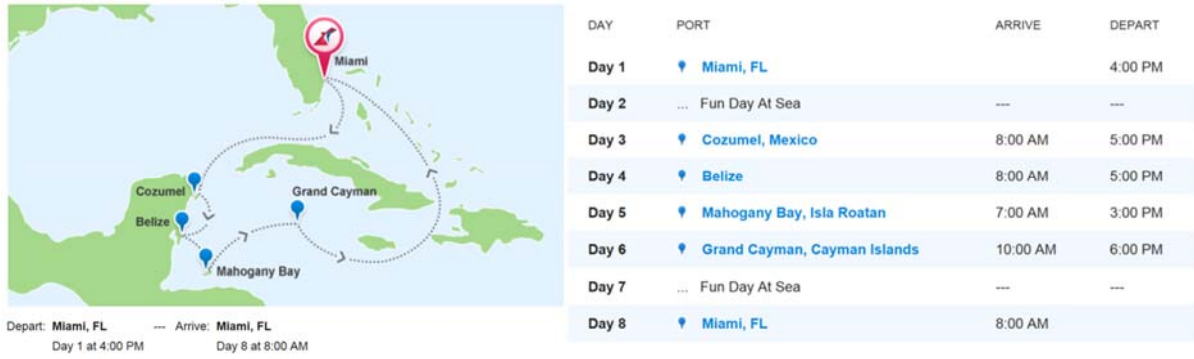 Miami
Cozumel
Grand Cayman
Belize
Mahogany Bay
Depart: Miami, FL --- Arrive: Miami, FL
Day 1 at 4:00 PM Day 8 at 8:00 AM
DAY PORT ARRIVE DEPART
Day 1 Miami, FL 4:00 PM
Day 2 ... Fun Day At Sea --- ---
Day 3 Cozumel, Mexico 8:00 AM 5:00 PM
Day 4 Belize 8:00 AM 5:00 PM
Day 5 Mahogany Bay, Isla Roatan 7:00 AM 3:00 PM
Day 6 Grand Cayman, Cayman Islands 10:00 AM 6:00 PM
Day 7 ... Fun Day At Sea --- ---
Day 8 Miami, FL 8:00 AM